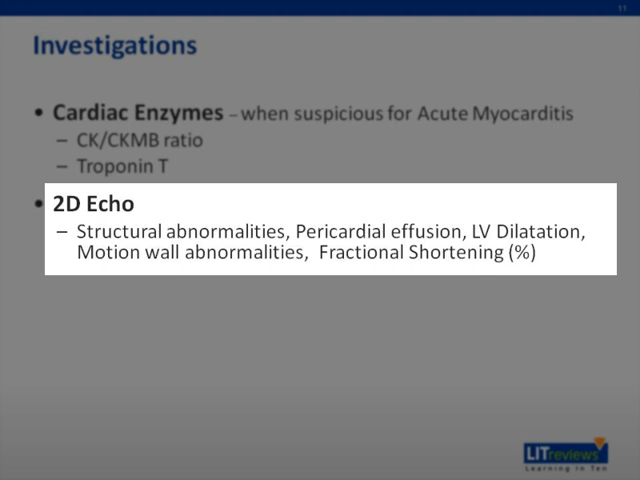 11
Investigations
• Cardiac Enzymes – when suspicious for Acute Myocarditis
– CK/CKMB ratio
– Troponin T
• 2D Echo
– Structural abnormalities, Pericardial effusion, LV Dilatation,
Motion wall abnormalities, Fractional Shortening (%)
LITreviews
Learning In Ten